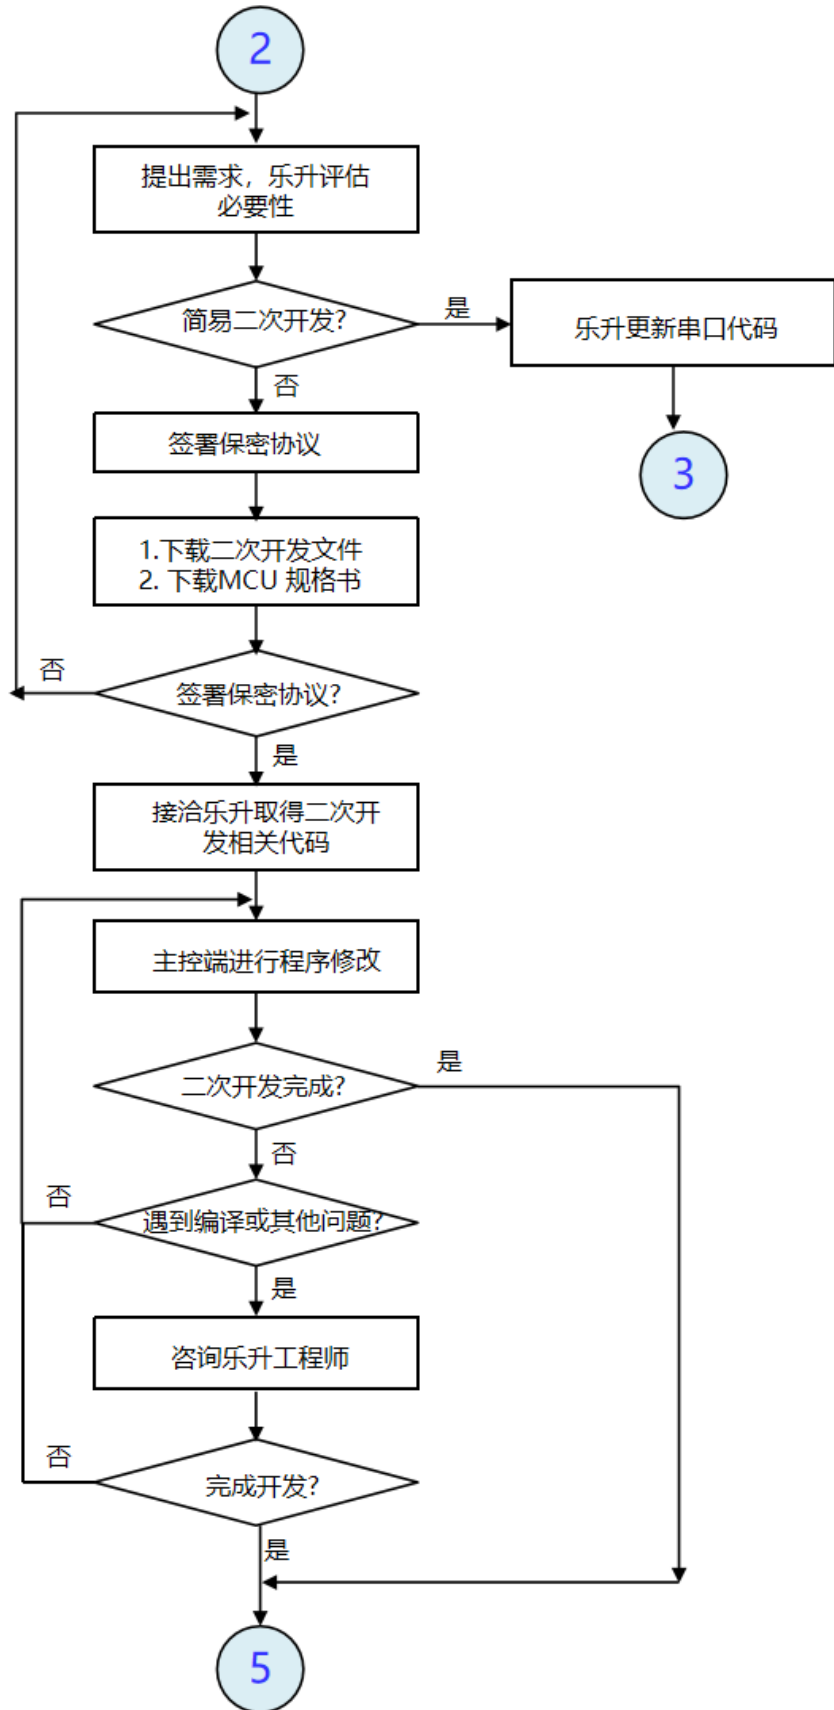 2
提出需求，乐升评估
必要性
简易二次开发?
是
乐升更新串口代码
否
3
签署保密协议
1.下载二次开发文件
2. 下载MCU 规格书
否
签署保密协议?
是
接洽乐升取得二次开
发相关代码
主控端进行程序修改
是
二次开发完成?
否
否
遇到编译或其他问题?
是
咨询乐升工程师
否
完成开发?
是
5